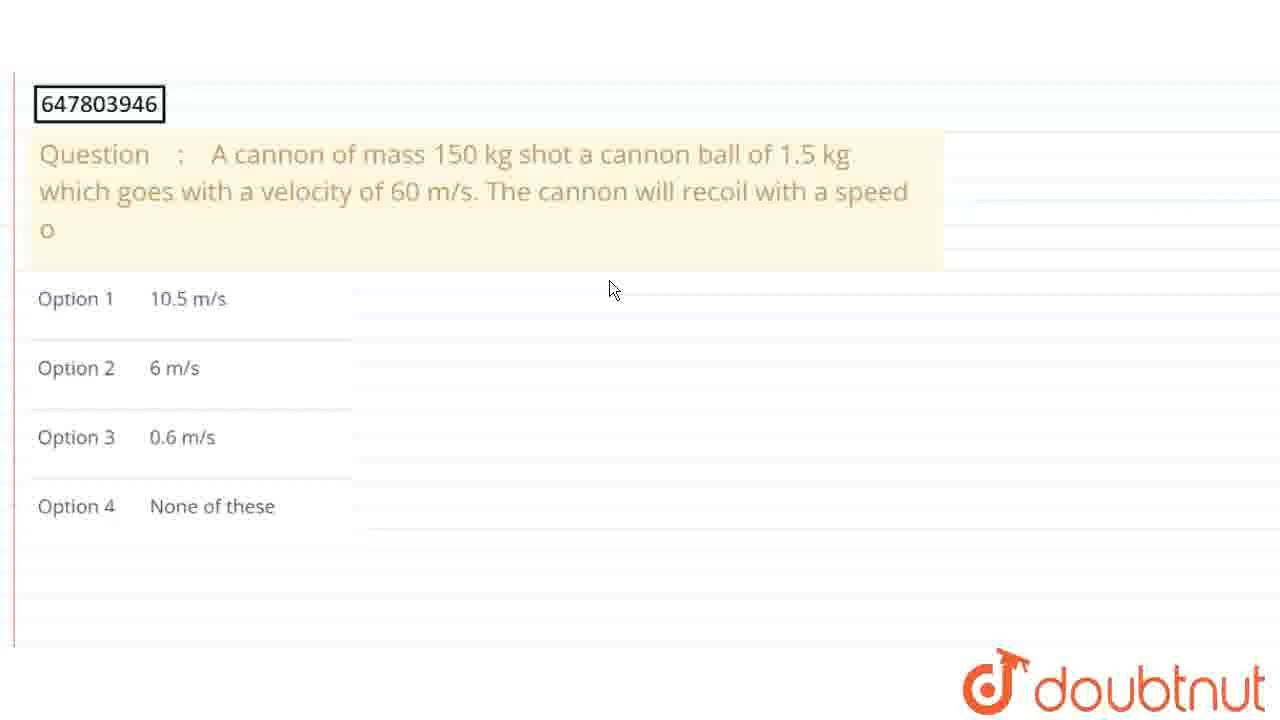 647803946
Question : A cannon of mass 150 kg shot a cannon ball of 1.5 kg
which goes with a velocity of 60 m/s. The cannon will recoil with a speed
o
Option 1 10.5 m/s
Option 2 6 m/s
Option 3 0.6 m/s
Option 4 None of these
doubtnut